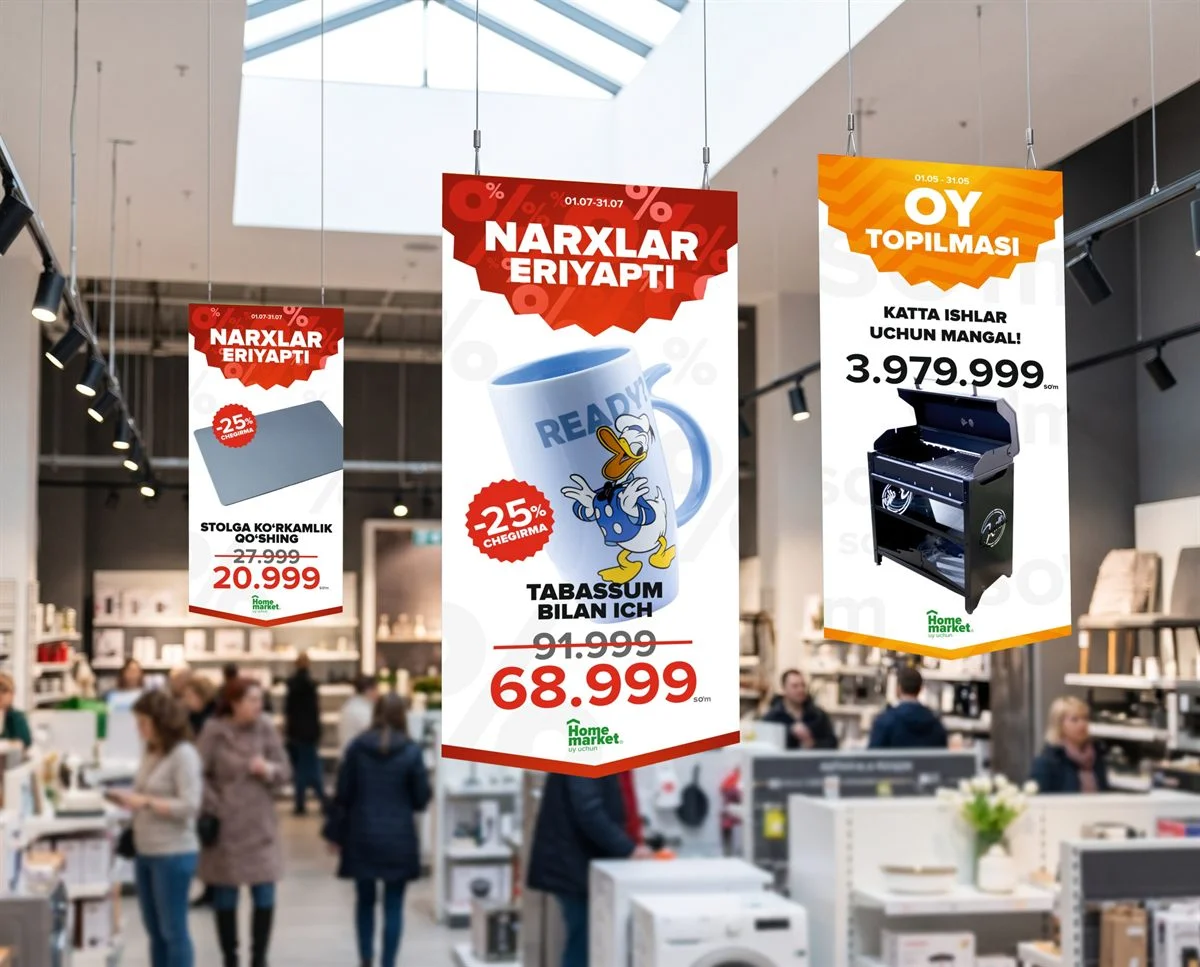 01.07-31.07
NARXLAR
ERIYAPTI
-25%
CHEGIRMA
STOLGA KO‘RKAMLIK
QO‘SHING
27.999
20.999
so‘m
Home
market
uy uchun
01.07-31.07
NARXLAR
ERIYAPTI
READY
-25%
CHEGIRMA
TABASSUM
BILAN ICH
91.999
68.999
so‘m
Home
market
uy uchun
01.05 - 31.05
OY
TOPILMASI
KATTA ISHLAR
UCHUN MANGAL!
3.979.999
so‘m
Home
market
uy uchun